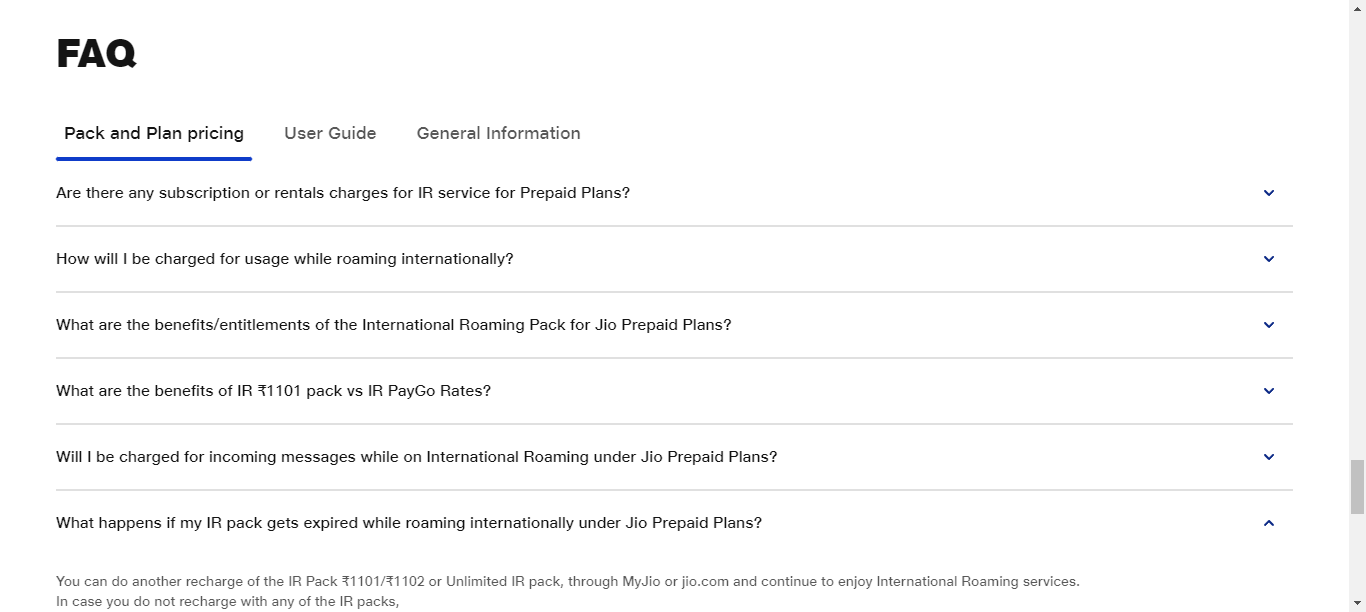 FAQ
Pack and Plan pricing User Guide General Information
Are there any subscription or rentals charges for IR service for Prepaid Plans?
How will I be charged for usage while roaming internationally?
What are the benefits/entitlements of the International Roaming Pack for Jio Prepaid Plans?
What are the benefits of IR ₹1101 pack vs IR PayGo Rates?
Will I be charged for incoming messages while on International Roaming under Jio Prepaid Plans?
What happens if my IR pack gets expired while roaming internationally under Jio Prepaid Plans?
You can do another recharge of the IR Pack ₹1101/₹1102 or Unlimited IR pack, through MyJio or jio.com and continue to enjoy International Roaming services.
In case you do not recharge with any of the IR packs,